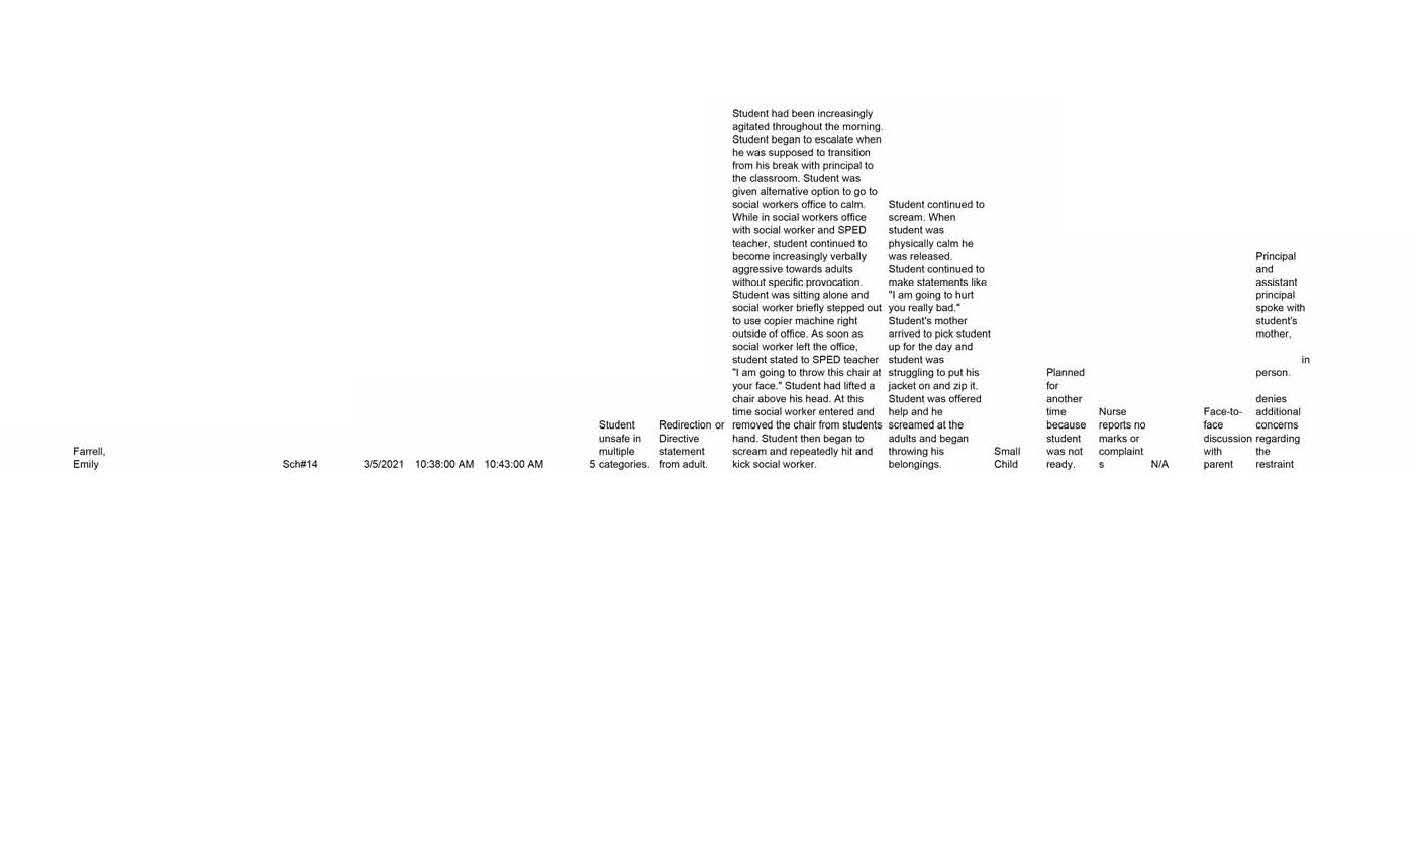 Farrell,
Emily
Sch#14
3/5/2021
10:38:00 AM
10:43:00 AM
5
Student
unsafe in
multiple
categories.
Redirection or
Directive
statement
from adult.
Student had been increasingly
agitated throughout the morning.
Student began to escalate when
he was supposed to transition
from his break with principal to
the classroom. Student was
given alternative option to go to
social workers office to calm.
While in social workers office
with social worker and SPED
teacher, student continued to
become increasingly verbally
aggressive towards adults
without specific provocation.
Student was sitting alone and
social worker briefly stepped out
to use copier machine right
outside of office. As soon as
social worker left the office,
student stated to SPED teacher
"I am going to throw this chair at
your face." Student had lifted a
chair above his head. At this
time social worker entered and
removed the chair from students
hand. Student then began to
scream and repeatedly hit and
kick social worker.
Student continued to
scream. When
student was
physically calm he
was released.
Student continued to
make statements like
"I am going to hurt
you really bad."
Student's mother
arrived to pick student
up for the day and
student was
struggling to put his
jacket on and zip it.
Student was offered
help and he
screamed at the
adults and began
throwing his
belongings.
Small
Child
Planned
for
another
time
because
student
was not
ready.
Nurse
reports no
marks or
complaint
s
N/A
Face-to-
face
discussion
with
parent
Principal
and
assistant
principal
spoke with
student's
mother,
in
person.
denies
additional
concerns
regarding
the
restraint